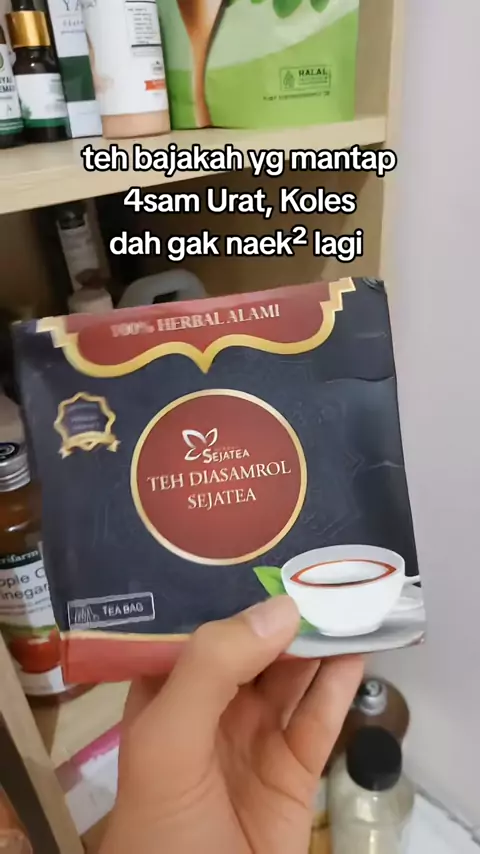 HALAL
teh bajakah yg mantap
4sam Urat, Koles
dah gak naek² lagi
100% HERBAL ALAMI
SEJATEA
TEH DIASAMROL
SEJATEA
TEA BAG